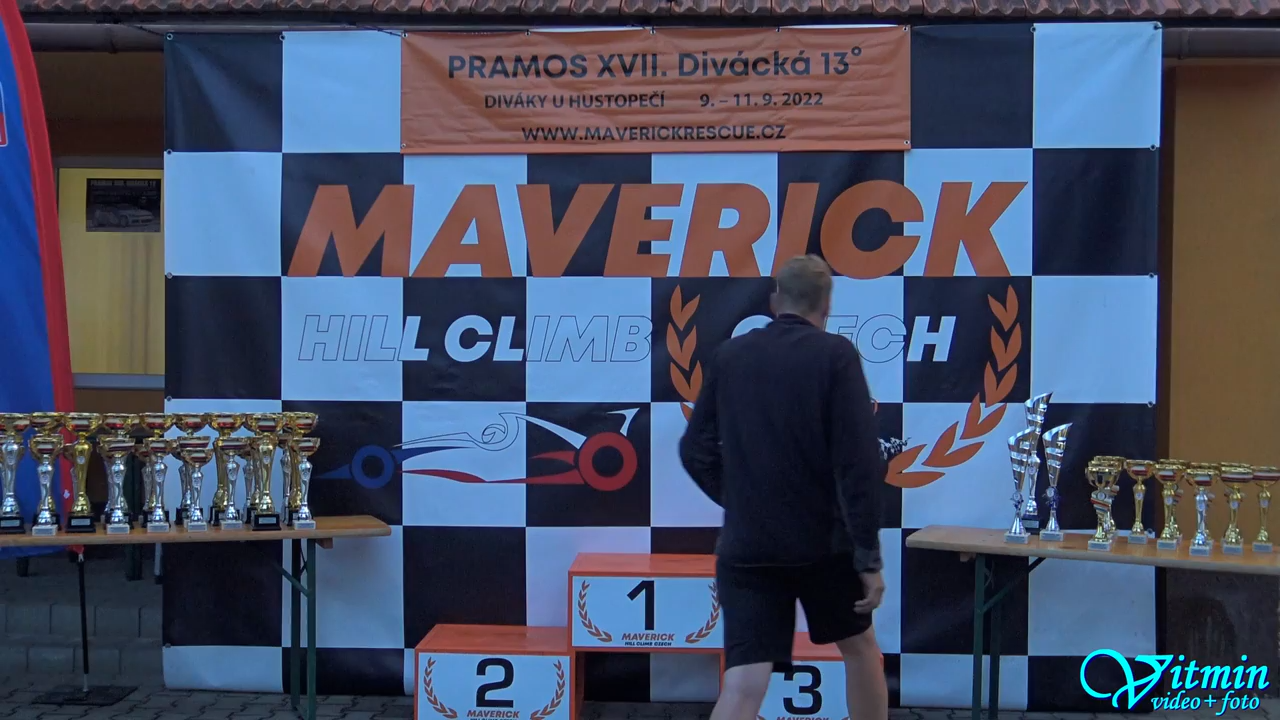 PRAMOS XVII. Divácká 13°
DIVÁKY U HUSTOPEČÍ 9. – 11. 9. 2022
WWW.MAVERICKRESCUE.CZ
MAVERICK
HILL CLIMB
1
MAVERICK
HILL CLIMB CZECH
2
MAVERICK
3
MAVERICK
Vitmin
video+foto